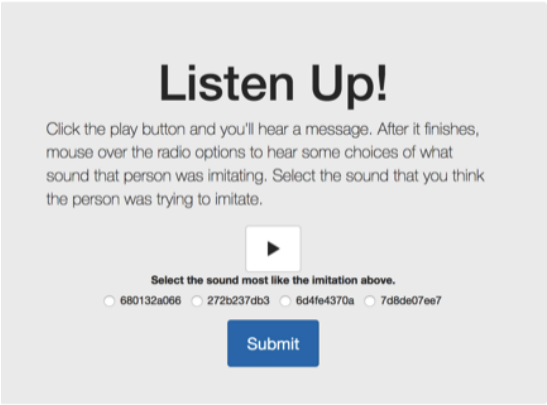 Listen Up!
Click the play button and you'll hear a message. After it finishes,
mouse over the radio options to hear some choices of what
sound that person was imitating. Select the sound that you think
the person was trying to imitate.
Select the sound most like the imitation above.
680132a066 272b237db3 6d4fe4370a 7d8de07ee7
Submit